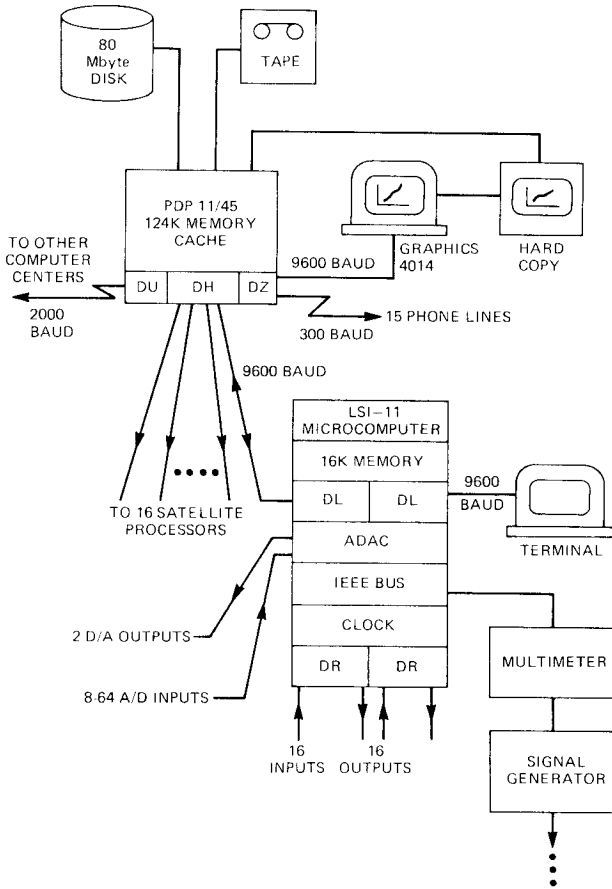 80
Mbyte
DISK
TAPE
PDP 11/45
124K MEMORY
CACHE
DU
DH
DZ
TO OTHER
COMPUTER
CENTERS
2000
BAUD
9600 BAUD
GRAPHICS
4014
HARD
COPY
300 BAUD
15 PHONE LINES
9600 BAUD
TO 16 SATELLITE
PROCESSORS
LSI-11
MICROCOMPUTER
16K MEMORY
DL
DL
ADAC
IEEE BUS
CLOCK
DR
DR
9600
BAUD
TERMINAL
2 D/A OUTPUTS
8-64 A/D INPUTS
16
INPUTS
16
OUTPUTS
MULTIMETER
SIGNAL
GENERATOR